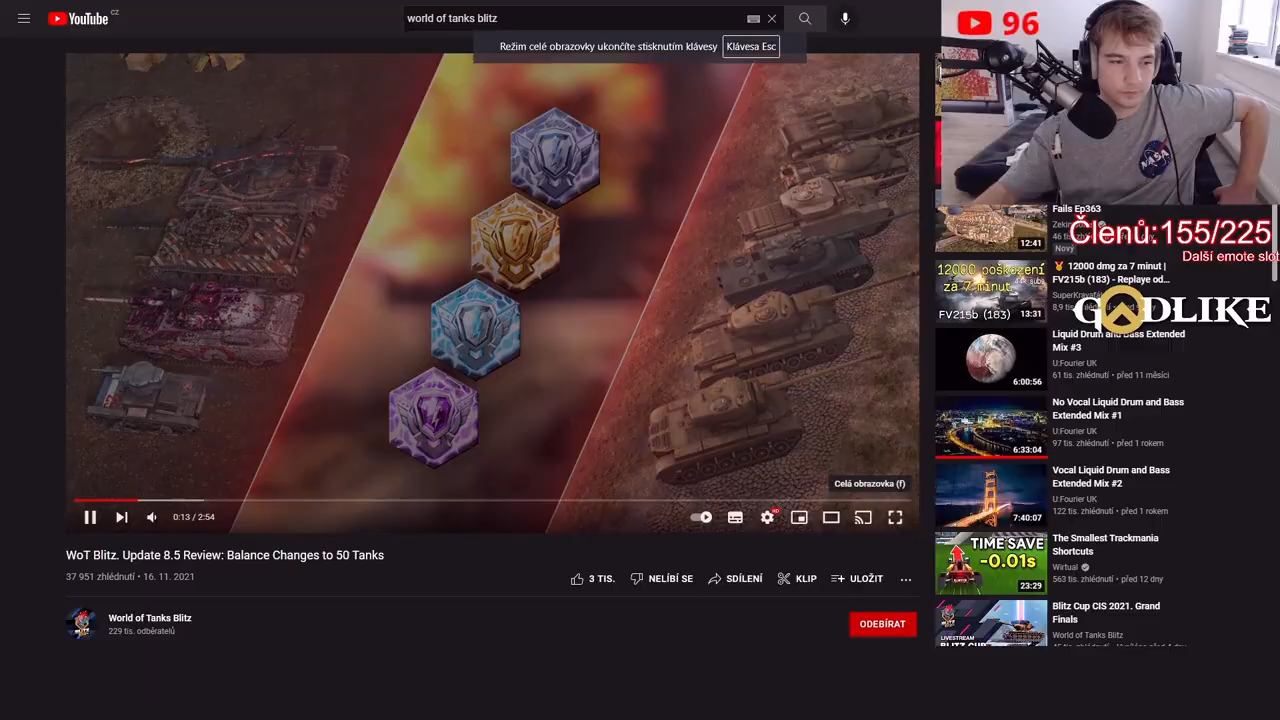 YouTube CZ
world of tanks blitz
Režim celé obrazovky ukončíte stisknutím klávesy Klávesa Esc
96
NASA
Fails Ep363
12:41
Nový
Členů:155/225
Další emote slot
12000 poškození
za 7 minut
FV215b (183)
13:31
12000 dmg za 7 minut |
FV215b (183) - Replaye od...
GODLIKE
Liquid Drum and Bass Extended
Mix #3
U:Fourier UK
61 tis. zhlédnutí • před 11 měsíci
6:00:56
No Vocal Liquid Drum and Bass
Extended Mix #1
U:Fourier UK
97 tis. zhlédnutí • před 1 rokem
6:33:04
Vocal Liquid Drum and Bass
Extended Mix #2
U:Fourier UK
122 tis. zhlédnutí • před 1 rokem
7:40:07
TIME SAVE
-0.01s
23:29
The Smallest Trackmania
Shortcuts
Wirtual
563 tis. zhlédnutí • před 12 dny
LIVESTREAM
BLITZ CUP
Blitz Cup CIS 2021. Grand
Finals
World of Tanks Blitz
Celá obrazovka (f)
0:13 / 2:54
HD
WoT Blitz. Update 8.5 Review: Balance Changes to 50 Tanks
37 951 zhlédnutí • 16. 11. 2021
3 TIS.
NELÍBÍ SE
SDÍLENÍ
KLIP
ULOŽIT
World of Tanks Blitz
229 tis. odběratelů
ODEBÍRAT